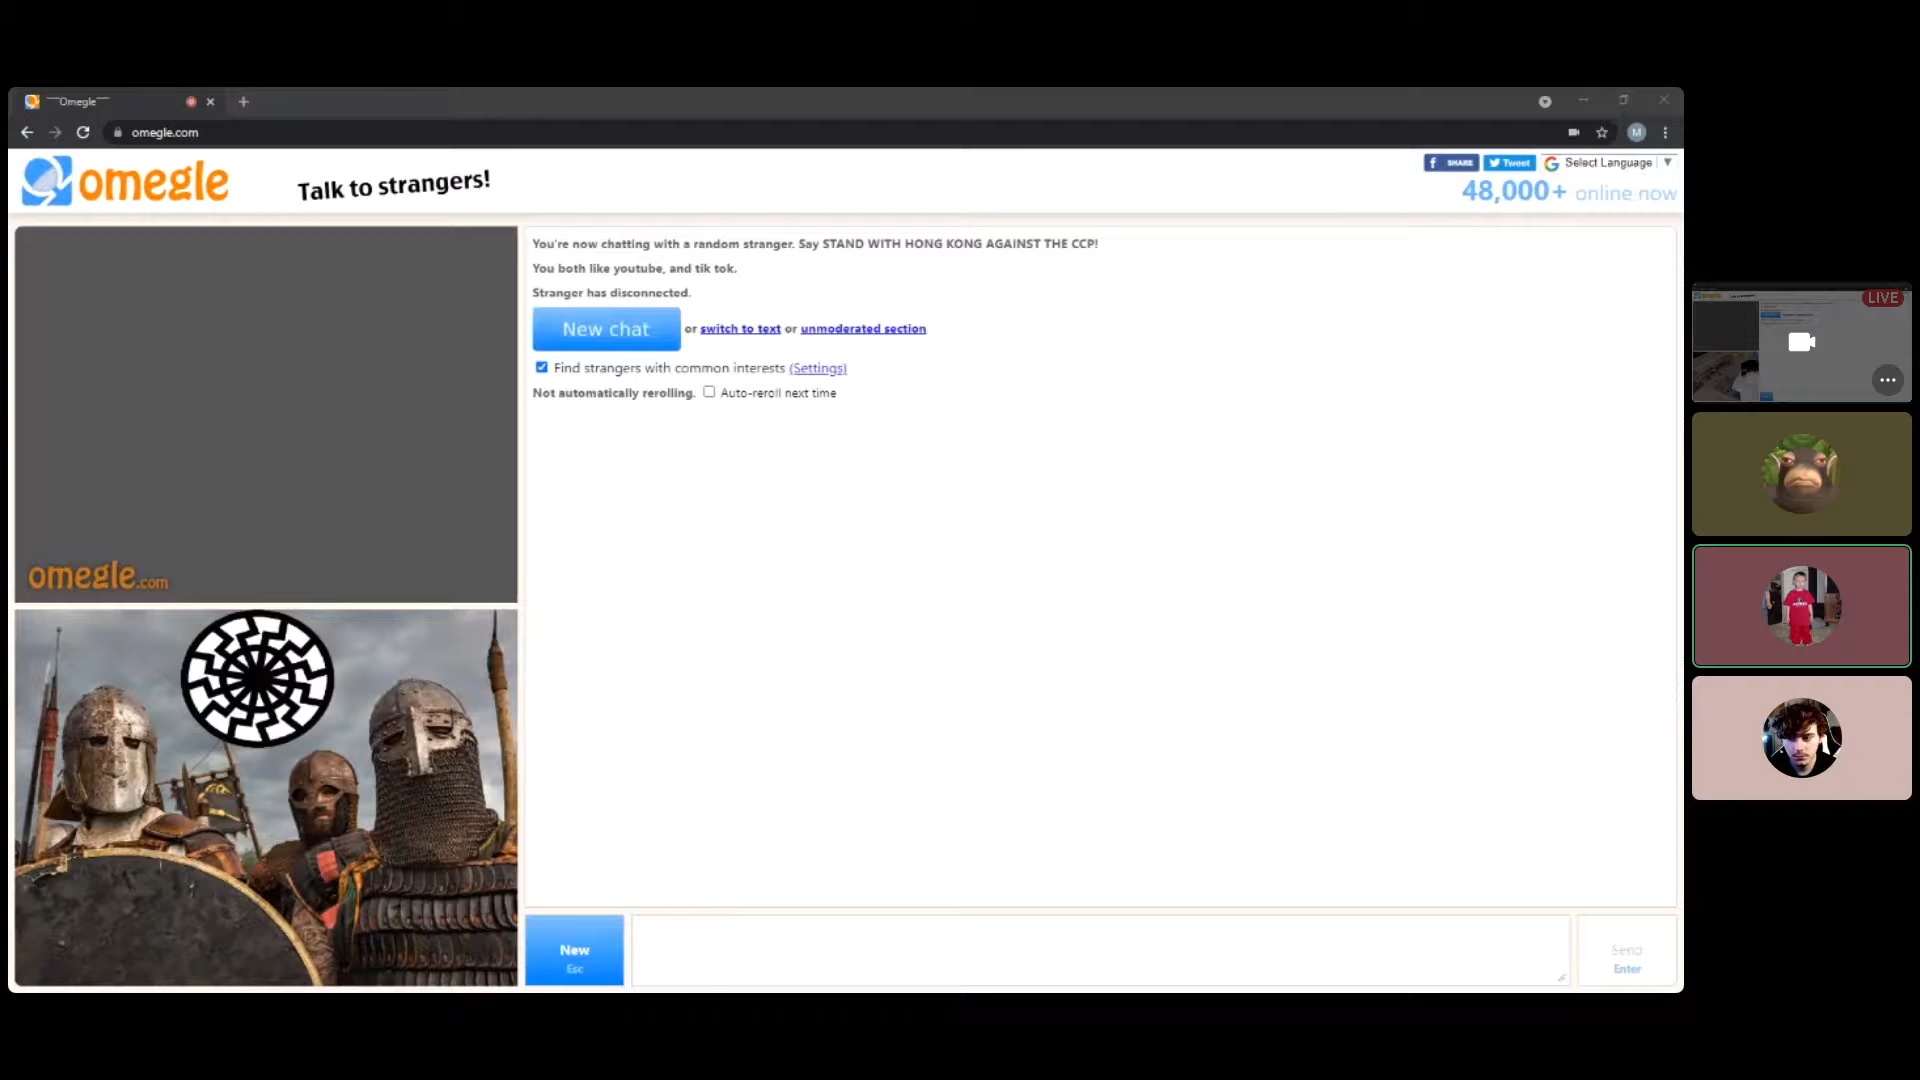 Omegle
omegle.com
omegle
Talk to strangers!
SHARE
Tweet
Select Language
48,000+ online now
You're now chatting with a random stranger. Say STAND WITH HONG KONG AGAINST THE CCP!
You both like youtube, and tik tok.
Stranger has disconnected.
New chat or switch to text or unmoderated section
Find strangers with common interests (Settings)
Not automatically rerolling. Auto-reroll next time
omegle.com
New
Esc
Send
Enter
LIVE
M